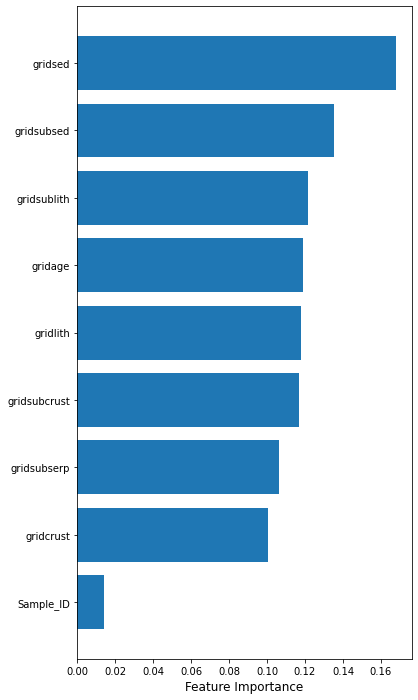 gridsed
gridsubsed
gridsublith
gridage
gridlith
gridsubcrust
gridsubserp
gridcrust
Sample_ID
0.00 0.02 0.04 0.06 0.08 0.10 0.12 0.14 0.16
Feature Importance